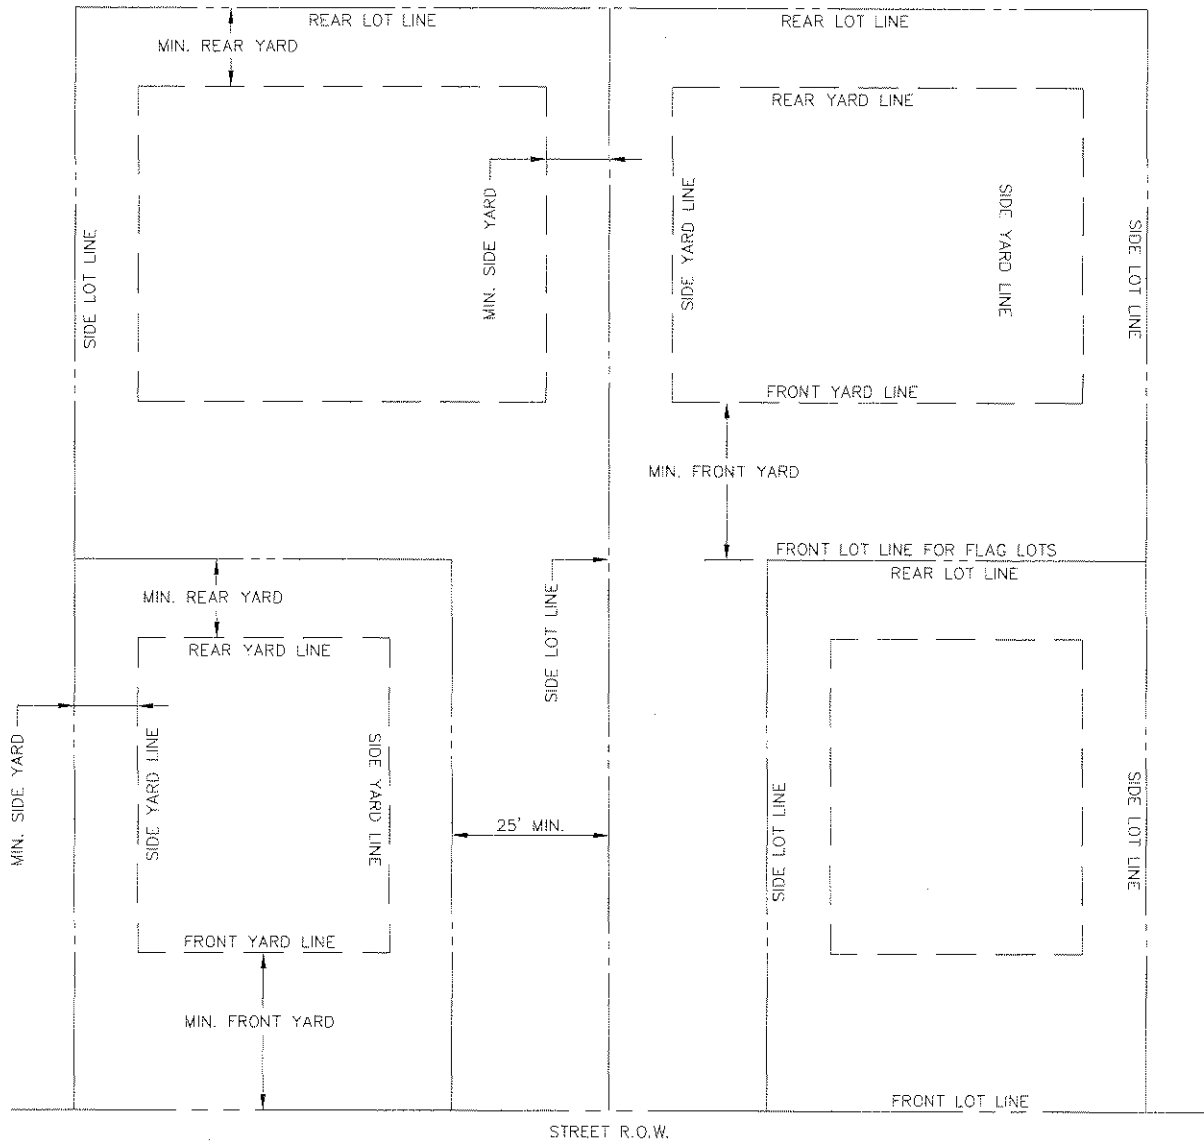 REAR LOT LINE
REAR LOT LINE
MIN. REAR YARD
REAR YARD LINE
MIN. SIDE YARD
SIDE YARD LINE
SIDE YARD LINE
SIDE LOT LINE
SIDE LOT LINE
FRONT YARD LINE
MIN. FRONT YARD
FRONT LOT LINE FOR FLAG LOTS
REAR LOT LINE
MIN. REAR YARD
REAR YARD LINE
SIDE LOT LINE
MIN. SIDE YARD
SIDE YARD LINE
SIDE YARD LINE
25' MIN.
SIDE LOT LINE
SIDE LOT LINE
FRONT YARD LINE
MIN. FRONT YARD
FRONT LOT LINE
STREET R.O.W.